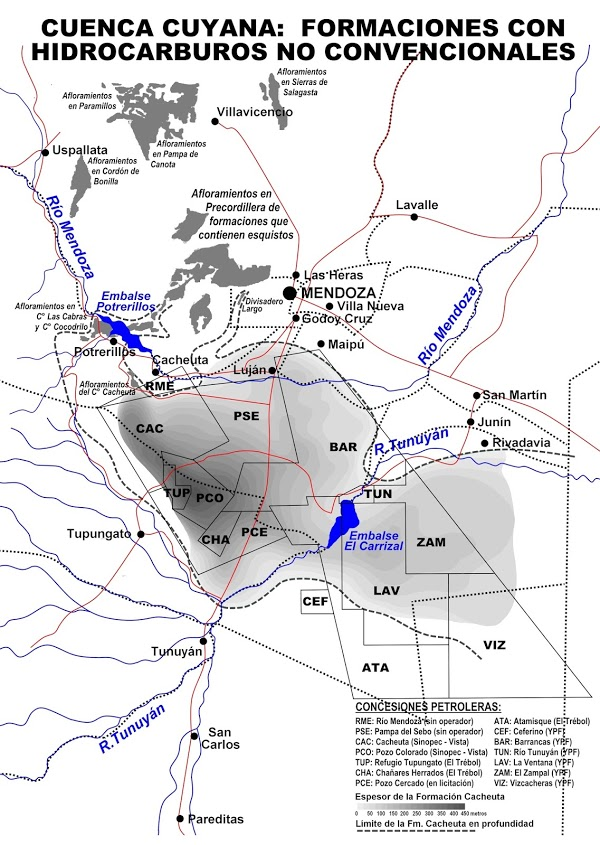 CUENCA CUYANA: FORMACIONES CON
HIDROCARBUROS NO CONVENCIONALES
Afloramientos
en Sierras de
Salagasta
Afloramientos
en Paramillos
Villavicencio
Uspallata
Afloramientos
en Pampa de
Canota
Afloramientos
en Cordón de
Bonilla
Río Mendoza
Afloramientos en
Precordillera de
formaciones que
contienen esquistos
Lavalle
Las Heras
MENDOZA
Embalse
Potrerillos
Divisadero
Largo
Villa Nueva
Godoy Cruz
Río Mendoza
Afloramientos en
C° Las Cabras
y C° Cocodrilo
Potrerillos
Maipú
Cacheuta
Luján
Afloramientos
del C° Cacheuta
RME
San Martín
PSE
Junín
CAC
BAR
R.Tunuyán
Rivadavia
TUP
PCO
TUN
Tupungato
CHA
PCE
Embalse
El Carrizal
ZAM
LAV
CEF
VIZ
Tunuyán
ATA
R.Tunuyán
San
Carlos
Pareditas
CONCESIONES PETROLERAS:
RME: Río Mendoza (sin operador)
PSE: Pampa del Sebo (sin operador)
CAC: Cacheuta (Sinopec - Vista)
PCO: Pozo Colorado (Sinopec - Vista)
TUP: Refugio Tupungato (El Trébol)
CHA: Chañares Herrados (El Trébol)
PCE: Pozo Cercado (en licitación)
ATA: Atamisque (El Trébol)
CEF: Ceferino (YPF)
BAR: Barrancas (YPF)
TUN: Río Tunuyán (YPF)
LAV: La Ventana (YPF)
ZAM: El Zampal (YPF)
VIZ: Vizcacheras (YPF)
Espesor de la Formación Cacheuta
0 50 100 150 200 250 300 350 400 450 metros
Límite de la Fm. Cacheuta en profundidad